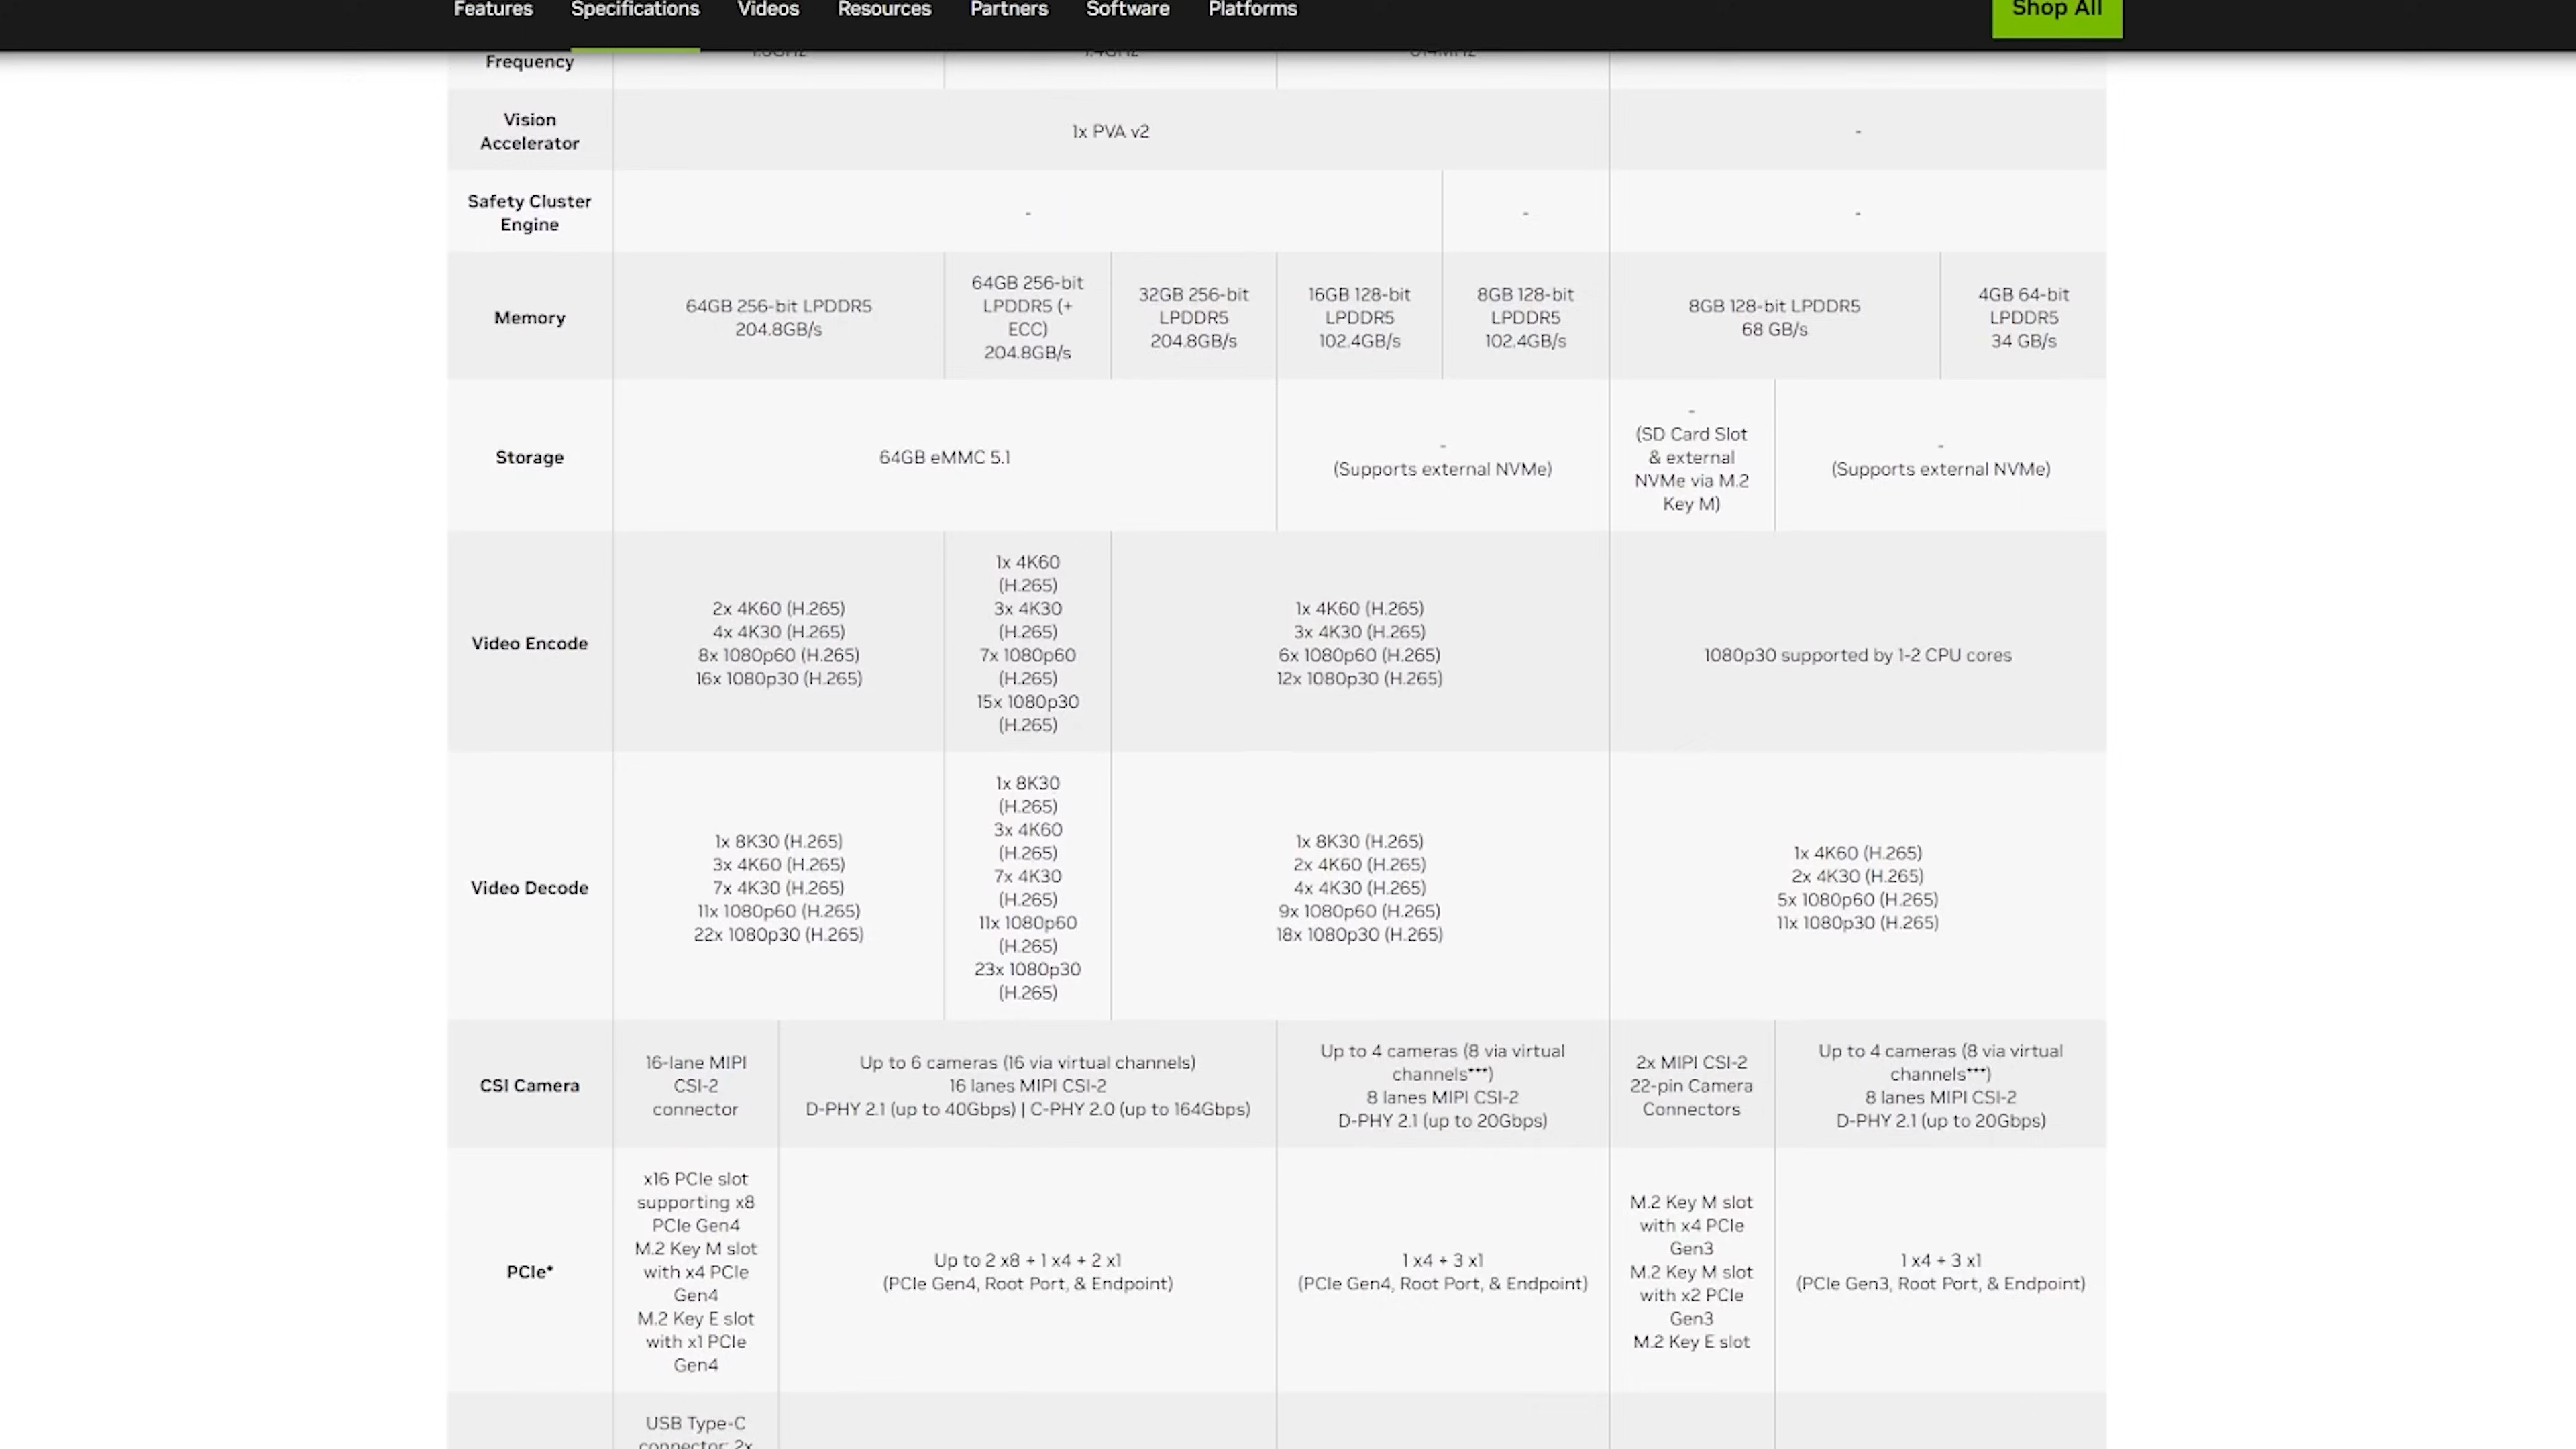 Features Specifications Videos Resources Partners Software Platforms
Shop All
Frequency
Vision
Accelerator
1x PVA v2
-
Safety Cluster
Engine
-
-
-
Memory
64GB 256-bit LPDDR5
204.8GB/s
64GB 256-bit
LPDDR5 (+
ECC)
204.8GB/s
32GB 256-bit
LPDDR5
204.8GB/s
16GB 128-bit
LPDDR5
102.4GB/s
8GB 128-bit
LPDDR5
102.4GB/s
8GB 128-bit LPDDR5
68 GB/s
4GB 64-bit
LPDDR5
34 GB/s
Storage
64GB eMMC 5.1
-
(Supports external NVMe)
-
(SD Card Slot
& external
NVMe via M.2
Key M)
-
(Supports external NVMe)
Video Encode
2x 4K60 (H.265)
4x 4K30 (H.265)
8x 1080p60 (H.265)
16x 1080p30 (H.265)
1x 4K60
(H.265)
3x 4K30
(H.265)
7x 1080p60
(H.265)
15x 1080p30
(H.265)
1x 4K60 (H.265)
3x 4K30 (H.265)
6x 1080p60 (H.265)
12x 1080p30 (H.265)
1080p30 supported by 1-2 CPU cores
Video Decode
1x 8K30 (H.265)
3x 4K60 (H.265)
7x 4K30 (H.265)
11x 1080p60 (H.265)
22x 1080p30 (H.265)
1x 8K30
(H.265)
3x 4K60
(H.265)
7x 4K30
(H.265)
11x 1080p60
(H.265)
23x 1080p30
(H.265)
1x 8K30 (H.265)
2x 4K60 (H.265)
4x 4K30 (H.265)
9x 1080p60 (H.265)
18x 1080p30 (H.265)
1x 4K60 (H.265)
2x 4K30 (H.265)
5x 1080p60 (H.265)
11x 1080p30 (H.265)
CSI Camera
16-lane MIPI
CSI-2
connector
Up to 6 cameras (16 via virtual channels)
16 lanes MIPI CSI-2
D-PHY 2.1 (up to 40Gbps) | C-PHY 2.0 (up to 164Gbps)
Up to 4 cameras (8 via virtual
channels***)
8 lanes MIPI CSI-2
D-PHY 2.1 (up to 20Gbps)
2x MIPI CSI-2
22-pin Camera
Connectors
Up to 4 cameras (8 via virtual
channels***)
8 lanes MIPI CSI-2
D-PHY 2.1 (up to 20Gbps)
PCIe*
x16 PCIe slot
supporting x8
PCIe Gen4
M.2 Key M slot
with x4 PCIe
Gen4
M.2 Key E slot
with x1 PCIe
Gen4
Up to 2 x8 + 1 x4 + 2 x1
(PCIe Gen4, Root Port, & Endpoint)
1 x4 + 3 x1
(PCIe Gen4, Root Port, & Endpoint)
M.2 Key M slot
with x4 PCIe
Gen3
M.2 Key M slot
with x2 PCIe
Gen3
M.2 Key E slot
1 x4 + 3 x1
(PCIe Gen3, Root Port, & Endpoint)
USB Type-C
connector: 2x